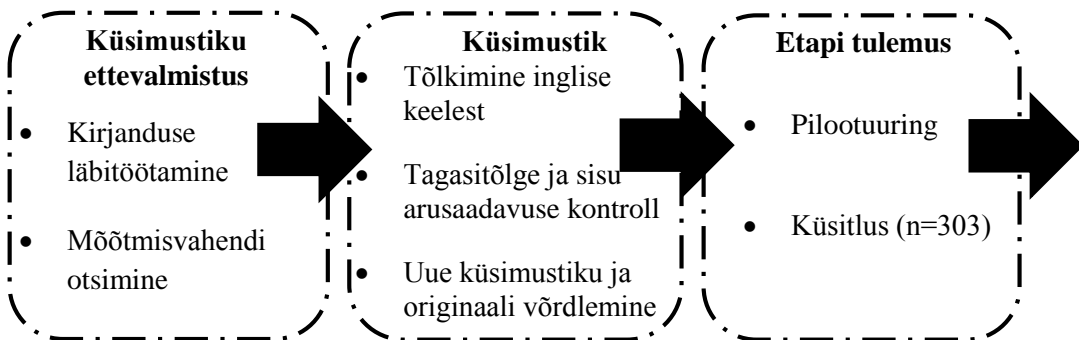 Küsimustiku
ettevalmistus
• Kirjanduse
läbitöötamine
• Mõõtmisvahendi
otsimine
Küsimustik
• Tõlkimine inglise
keelest
• Tagasitõlge ja sisu
arusaadavuse kontroll
• Uue küsimustiku ja
originaali võrdlemine
Etapi tulemus
• Pilootuuring
• Küsitlus (n=303)